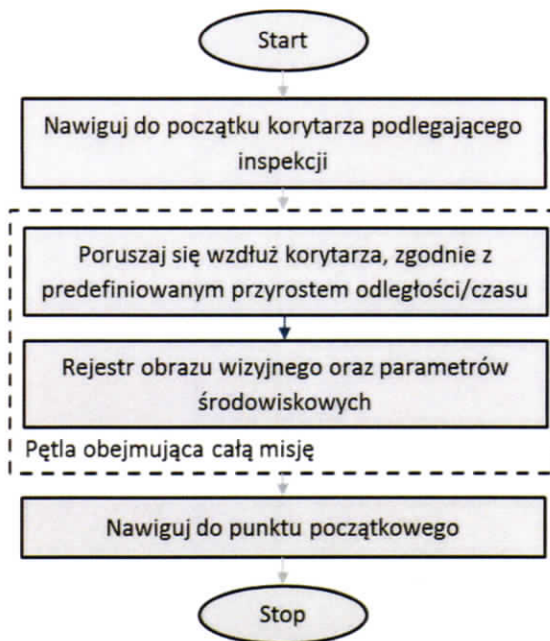 Start
Nawiguj do początku korytarza podlegającego
inspekcji
Poruszaj się wzdłuż korytarza, zgodnie z
predefiniowanym przyrostem odległości/czasu
Rejestr obrazu wizyjnego oraz parametrów
środowiskowych
Pętla obejmująca całą misję
Nawiguj do punktu początkowego
Stop